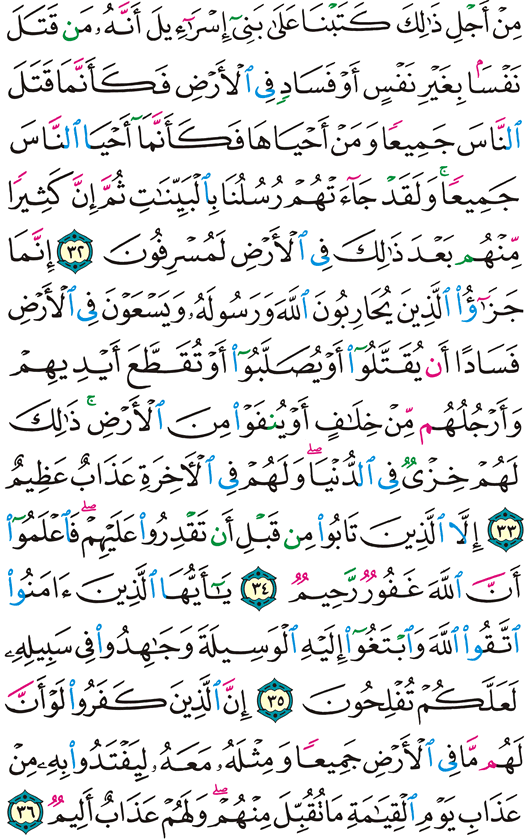 مِنْ أَجْلِ ذَٰلِكَ كَتَبْنَا عَلَىٰ بَنِىٓ إِسْرَٰٓءِيلَ أَنَّهُۥ مَن قَتَلَ
نَفْسًۢا بِغَيْرِ نَفْسٍ أَوْ فَسَادٍ فِى ٱلْأَرْضِ فَكَأَنَّمَا قَتَلَ
ٱلنَّاسَ جَمِيعًا وَمَنْ أَحْيَاهَا فَكَأَنَّمَآ أَحْيَا ٱلنَّاسَ
جَمِيعًا ۚ وَلَقَدْ جَآءَتْهُمْ رُسُلُنَا بِٱلْبَيِّنَٰتِ ثُمَّ إِنَّ كَثِيرًا
مِّنْهُم بَعْدَ ذَٰلِكَ فِى ٱلْأَرْضِ لَمُسْرِفُونَ ٣٢ إِنَّمَا
جَزَٰٓؤُا۟ ٱلَّذِينَ يُحَارِبُونَ ٱللَّهَ وَرَسُولَهُۥ وَيَسْعَوْنَ فِى ٱلْأَرْضِ
فَسَادًا أَن يُقَتَّلُوٓا۟ أَوْ يُصَلَّبُوٓا۟ أَوْ تُقَطَّعَ أَيْدِيهِمْ
وَأَرْجُلُهُم مِّنْ خِلَٰفٍ أَوْ يُنفَوْا۟ مِنَ ٱلْأَرْضِ ۚ ذَٰلِكَ
لَهُمْ خِزْىٌ فِى ٱلدُّنْيَا ۖ وَلَهُمْ فِى ٱلْـَٔاخِرَةِ عَذَابٌ عَظِيمٌ
٣٣ إِلَّا ٱلَّذِينَ تَابُوا۟ مِن قَبْلِ أَن تَقْدِرُوا۟ عَلَيْهِمْ ۖ فَٱعْلَمُوٓا۟
أَنَّ ٱللَّهَ غَفُورٌ رَّحِيمٌ ٣٤ يَٰٓأَيُّهَا ٱلَّذِينَ ءَامَنُوا۟
ٱتَّقُوا۟ ٱللَّهَ وَٱبْتَغُوٓا۟ إِلَيْهِ ٱلْوَسِيلَةَ وَجَٰهِدُوا۟ فِى سَبِيلِهِۦ
لَعَلَّكُمْ تُفْلِحُونَ ٣٥ إِنَّ ٱلَّذِينَ كَفَرُوا۟ لَوْ أَنَّ
لَهُم مَّا فِى ٱلْأَرْضِ جَمِيعًا وَمِثْلَهُۥ مَعَهُۥ لِيَفْتَدُوا۟ بِهِۦ مِنْ
عَذَابِ يَوْمِ ٱلْقِيَٰمَةِ مَا تُقُبِّلَ مِنْهُمْ ۖ وَلَهُمْ عَذَابٌ أَلِيمٌ ٣٦